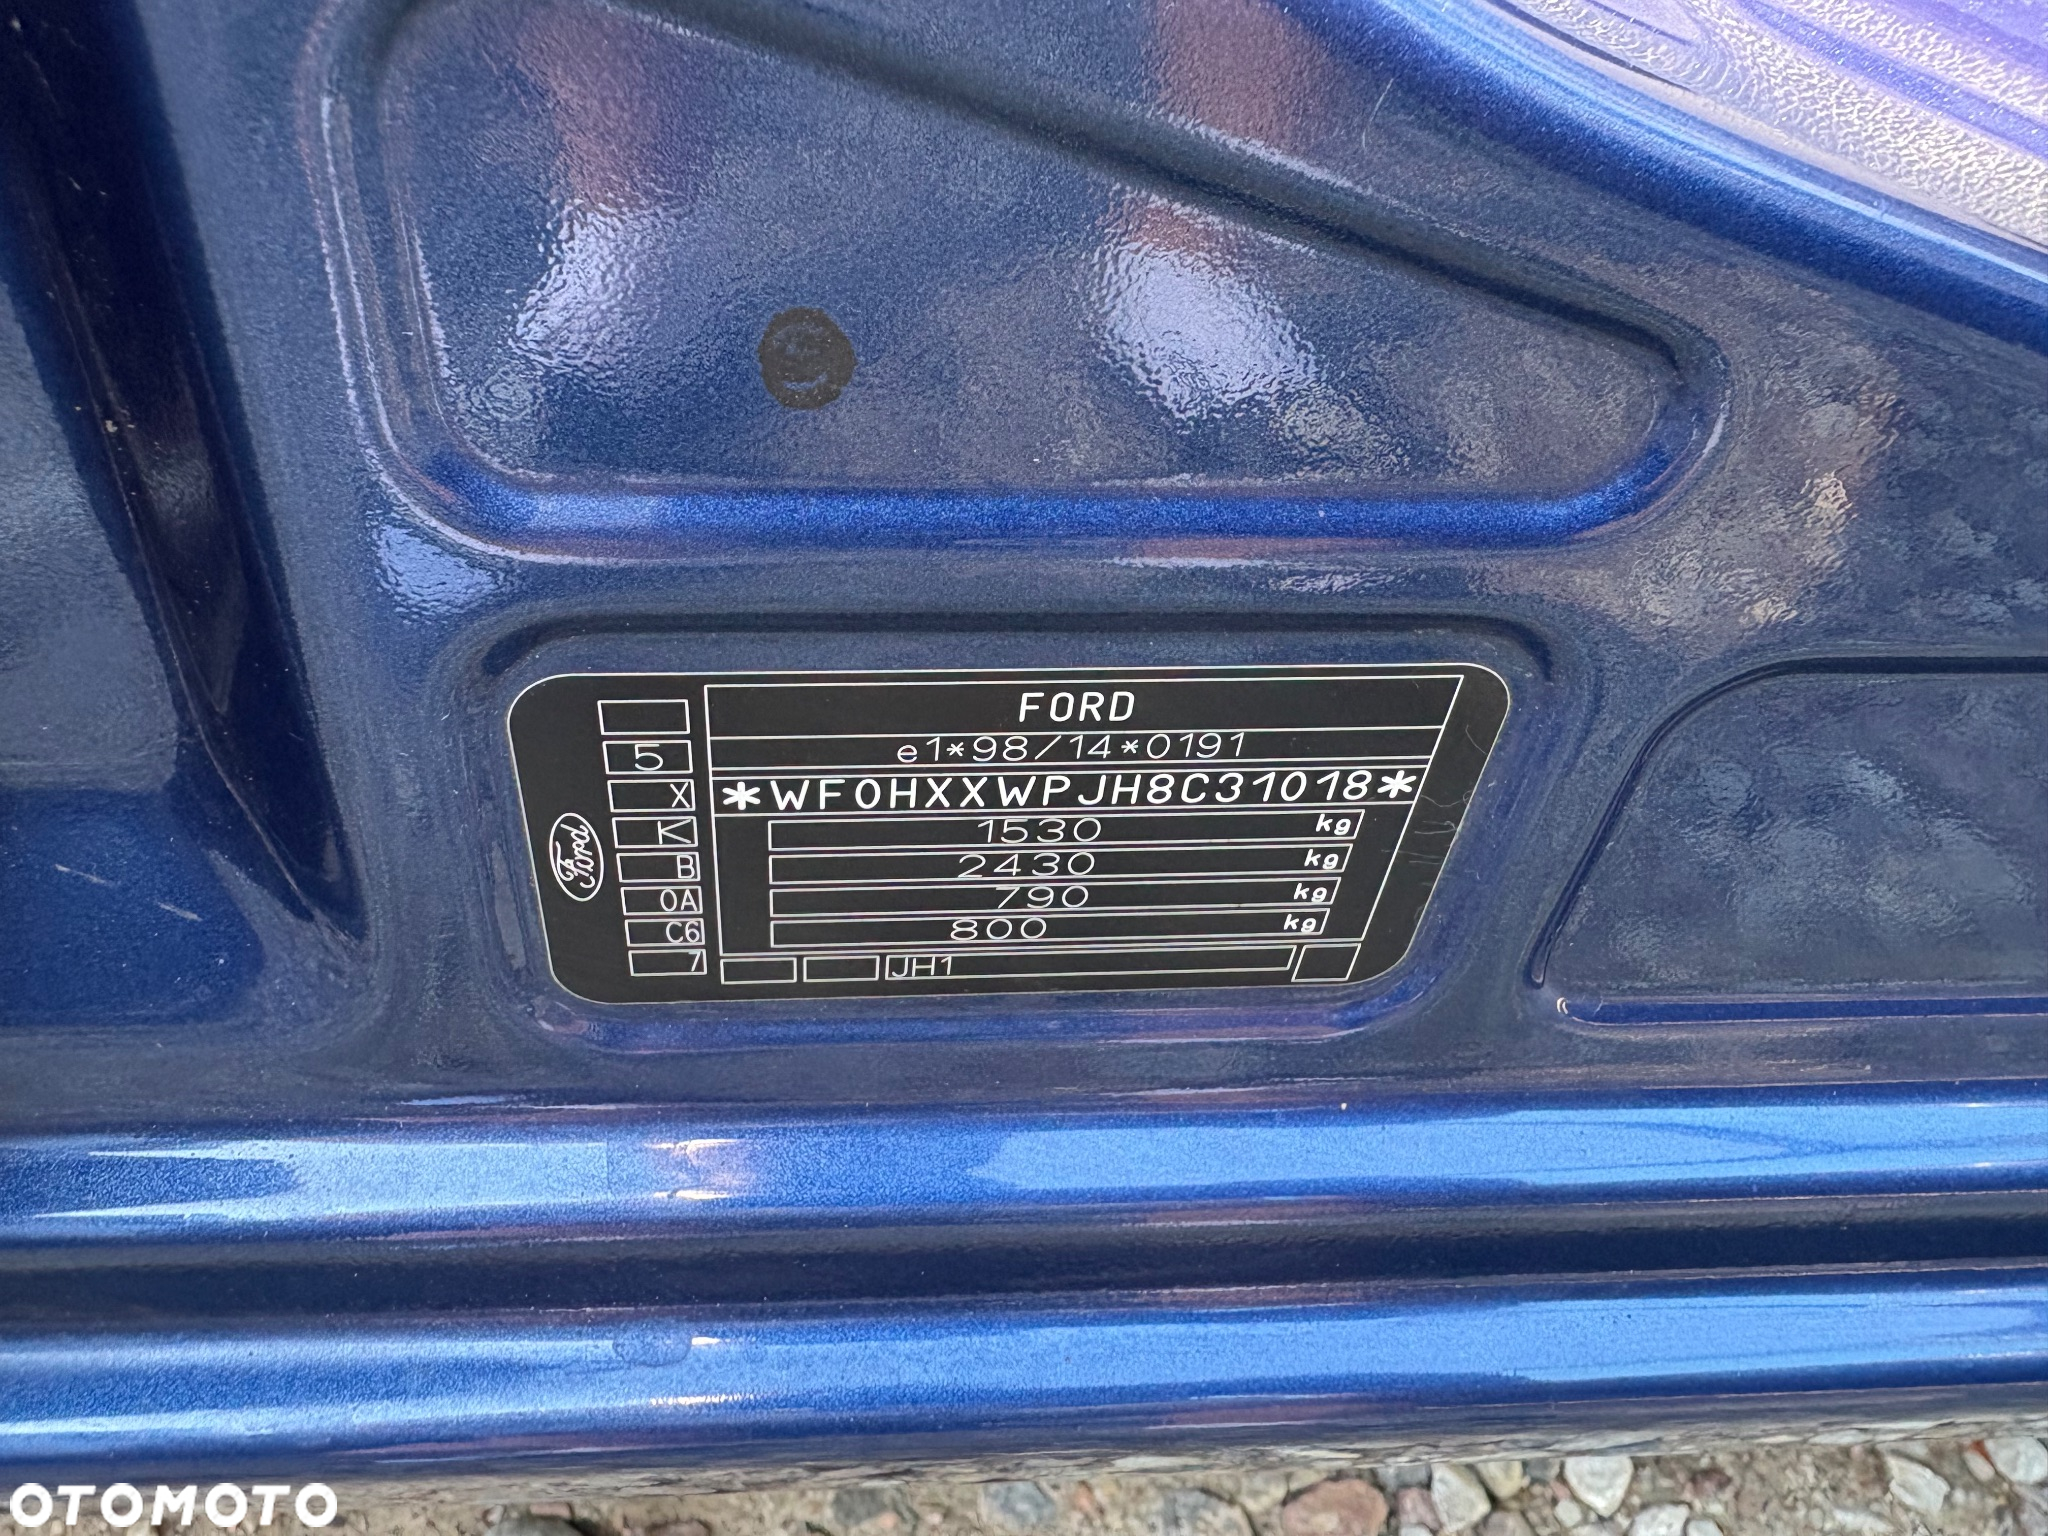 FORD
e1*98/14*0191
*WF0HXXWPJH8C31018*
5
X
K
B
0A
C6
7
1530 kg
2430 kg
790 kg
800 kg
JH1
Ford
OTOMOTO